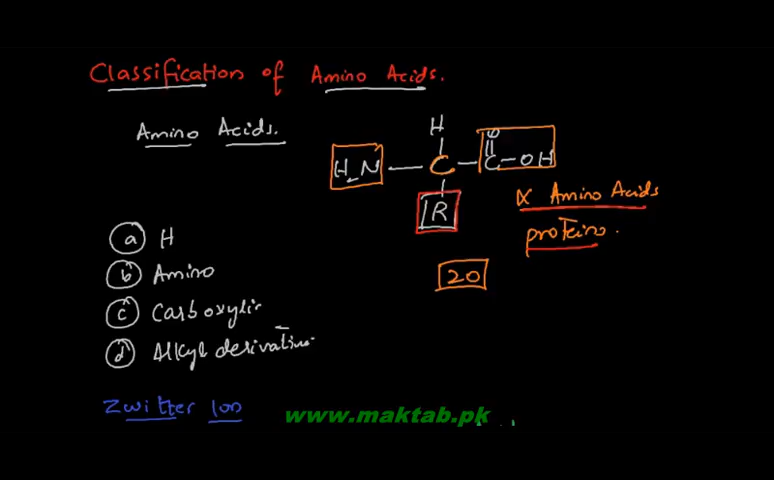 Classification of Amino Acids.
Amino Acids.
H
H₂N — C — C — OH
O
R
α Amino Acids
proteins.
20
a H
b Amino
c Carboxylic
d Alkyl derivative
Zwitter Ion
www.maktab.pk